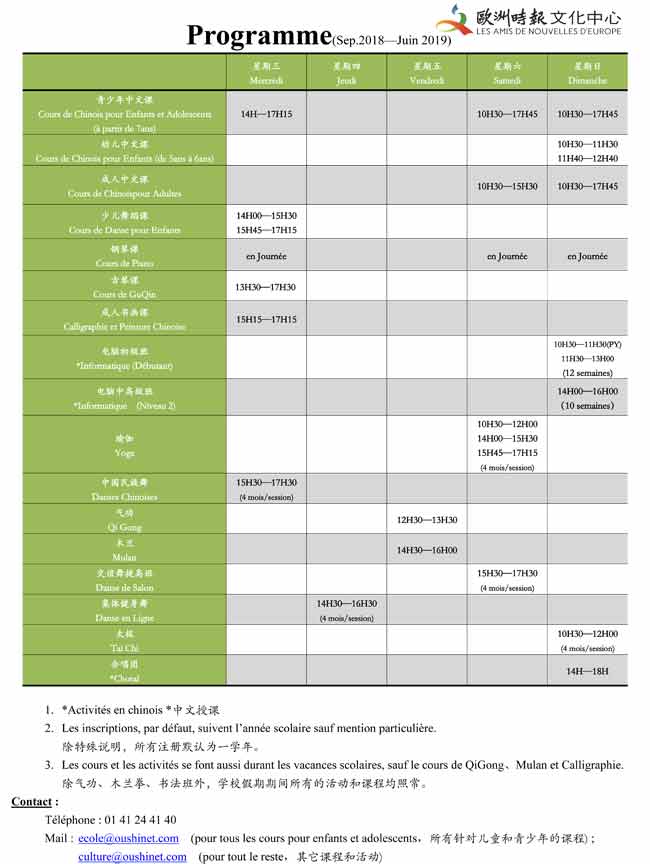 欧洲時報文化中心
LES AMIS DE NOUVELLES D'EUROPE
Programme(Sep.2018—Juin 2019)
星期三 星期四 星期五 星期六 星期日
Mercredi Jeudi Vendredi Samedi Dimanche
青少年中文课
Cours de Chinois pour Enfants et Adolescents
(à partir de 7ans)
14H—17H15 10H30—17H45 10H30—17H45
幼儿中文课
Cours de Chinois pour Enfants (de 5ans à 6ans)
10H30—11H30
11H40—12H40
成人中文课
Cours de Chinoispour Adultes
10H30—15H30 10H30—17H45
少儿舞蹈课
Cours de Danse pour Enfants
14H00—15H30
15H45—17H15
钢琴课
Cours de Piano
en Journée en Journée en Journée
古琴课
Cours de GuQin
13H30—17H30
成人书画课
Calligraphie et Peinture Chinoise
15H15—17H15
电脑初级班
*Informatique (Débutant)
10H30—11H30(PY)
11H30—13H00
(12 semaines)
电脑中高级班
*Informatique (Niveau 2)
14H00—16H00
(10 semaines)
瑜伽
Yoga
10H30—12H00
14H00—15H30
15H45—17H15
(4 mois/session)
中国民族舞
Danses Chinoises
15H30—17H30
(4 mois/session)
气功
Qi Gong
12H30—13H30
木兰
Mulan
14H30—16H00
交谊舞提高班
Danse de Salon
15H30—17H30
(4 mois/session)
集体健身舞
Danse en Ligne
14H30—16H30
(4 mois/session)
太极
Tai Chi
10H30—12H00
(4 mois/session)
合唱团
*Choral
14H—18H
1. *Activités en chinois *中文授课
2. Les inscriptions, par défaut, suivent l'année scolaire sauf mention particulière.
除特殊说明，所有注册默认为一学年。
3. Les cours et les activités se font aussi durant les vacances scolaires, sauf le cours de QiGong、Mulan et Calligraphie.
除气功、木兰拳、书法班外，学校假期期间所有的活动和课程均照常。
Contact :
Téléphone : 01 41 24 41 40
Mail : ecole@oushinet.com (pour tous les cours pour enfants et adolescents，所有针对儿童和青少年的课程)；
culture@oushinet.com (pour tout le reste，其它课程和活动)